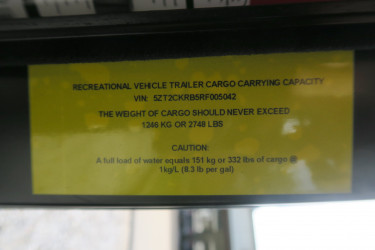 RECREATIONAL VEHICLE TRAILER CARGO CARRYING CAPACITY
VIN: 5ZT2CKRB5RF005042
THE WEIGHT OF CARGO SHOULD NEVER EXCEED
1246 KG OR 2748 LBS
CAUTION:
A full load of water equals 151 kg or 332 lbs of cargo @
1kg/L (8.3 lb per gal)